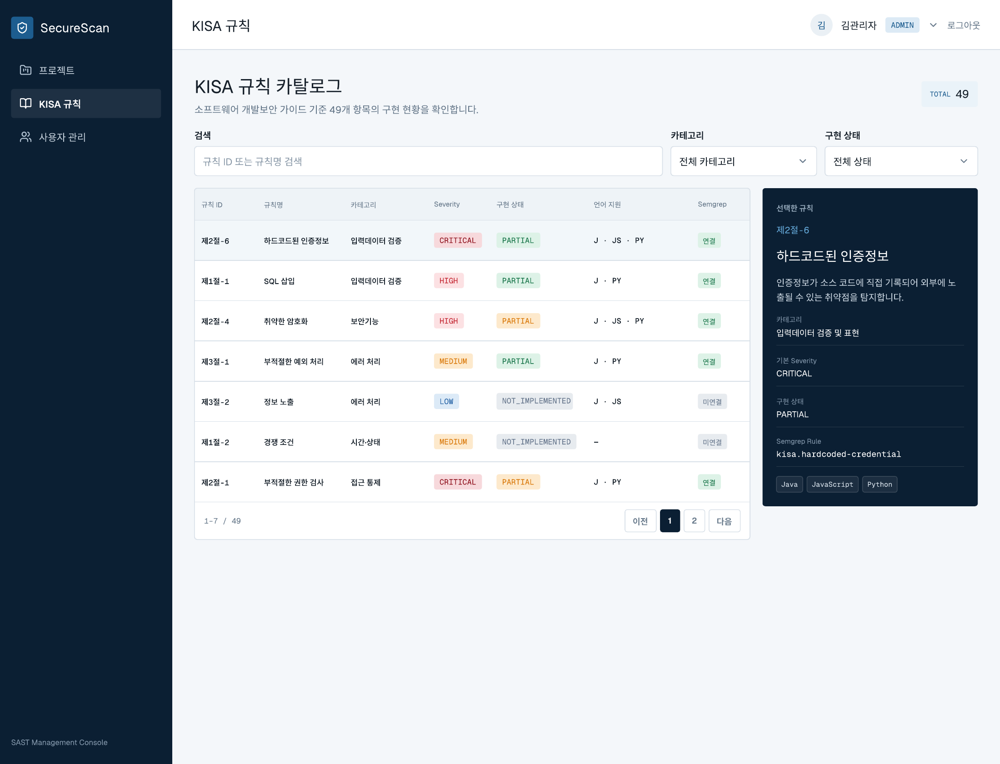 SecureScan
프로젝트
KISA 규칙
사용자 관리
SAST Management Console
KISA 규칙
김 김관리자 ADMIN 로그아웃
KISA 규칙 카탈로그
소프트웨어 개발보안 가이드 기준 49개 항목의 구현 현황을 확인합니다.
TOTAL 49
검색 카테고리 구현 상태
규칙 ID 또는 규칙명 검색 전체 카테고리 전체 상태
규칙 ID 규칙명 카테고리 Severity 구현 상태 언어 지원 Semgrep
제2절-6 하드코드된 인증정보 입력데이터 검증 CRITICAL PARTIAL J · JS · PY 연결
제1절-1 SQL 삽입 입력데이터 검증 HIGH PARTIAL J · PY 연결
제2절-4 취약한 암호화 보안기능 HIGH PARTIAL J · JS · PY 연결
제3절-1 부적절한 예외 처리 에러 처리 MEDIUM PARTIAL J · PY 연결
제3절-2 정보 노출 에러 처리 LOW NOT_IMPLEMENTED J · JS 미연결
제1절-2 경쟁 조건 시간·상태 MEDIUM NOT_IMPLEMENTED – 미연결
제2절-1 부적절한 권한 검사 접근 통제 CRITICAL PARTIAL J · PY 연결
1–7 / 49 이전 1 2 다음
선택한 규칙
제2절-6
하드코드된 인증정보
인증정보가 소스 코드에 직접 기록되어 외부에 노
출될 수 있는 취약점을 탐지합니다.
카테고리
입력데이터 검증 및 표현
기본 Severity
CRITICAL
구현 상태
PARTIAL
Semgrep Rule
kisa.hardcoded-credential
Java JavaScript Python